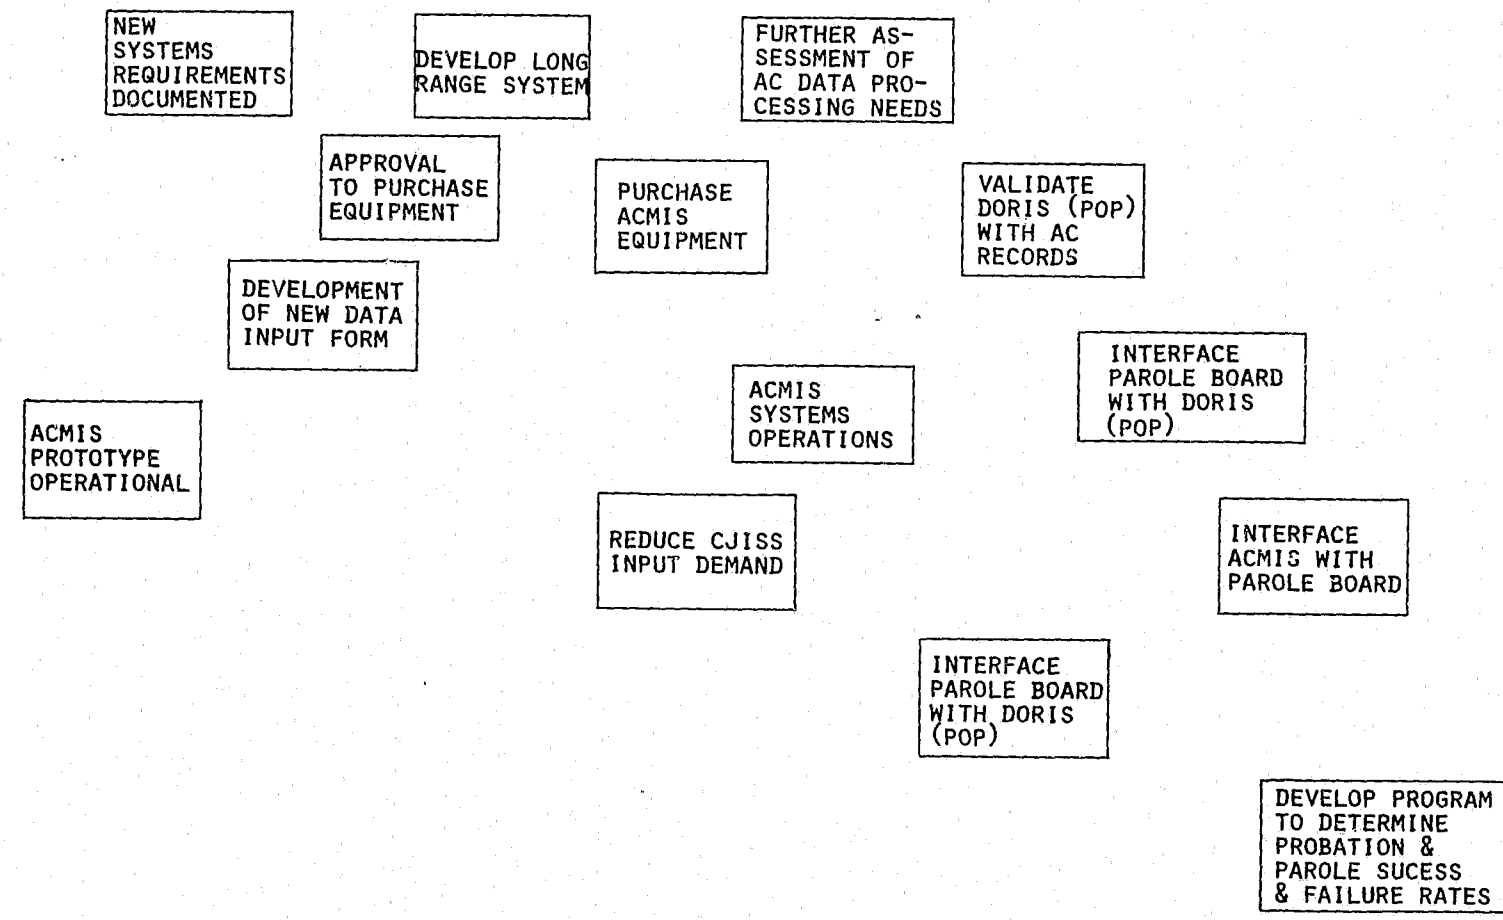 NEW
SYSTEMS
REQUIREMENTS
DOCUMENTED
DEVELOP LONG
RANGE SYSTEM
FURTHER AS-
SESSMENT OF
AC DATA PRO-
CESSING NEEDS
APPROVAL
TO PURCHASE
EQUIPMENT
PURCHASE
ACMIS
EQUIPMENT
VALIDATE
DORIS (POP)
WITH AC
RECORDS
DEVELOPMENT
OF NEW DATA
INPUT FORM
INTERFACE
PAROLE BOARD
WITH DORIS
(POP)
ACMIS
SYSTEMS
OPERATIONS
ACMIS
PROTOTYPE
OPERATIONAL
REDUCE CJISS
INPUT DEMAND
INTERFACE
ACMIS WITH
PAROLE BOARD
INTERFACE
PAROLE BOARD
WITH DORIS
(POP)
DEVELOP PROGRAM
TO DETERMINE
PROBATION &
PAROLE SUCESS
& FAILURE RATES